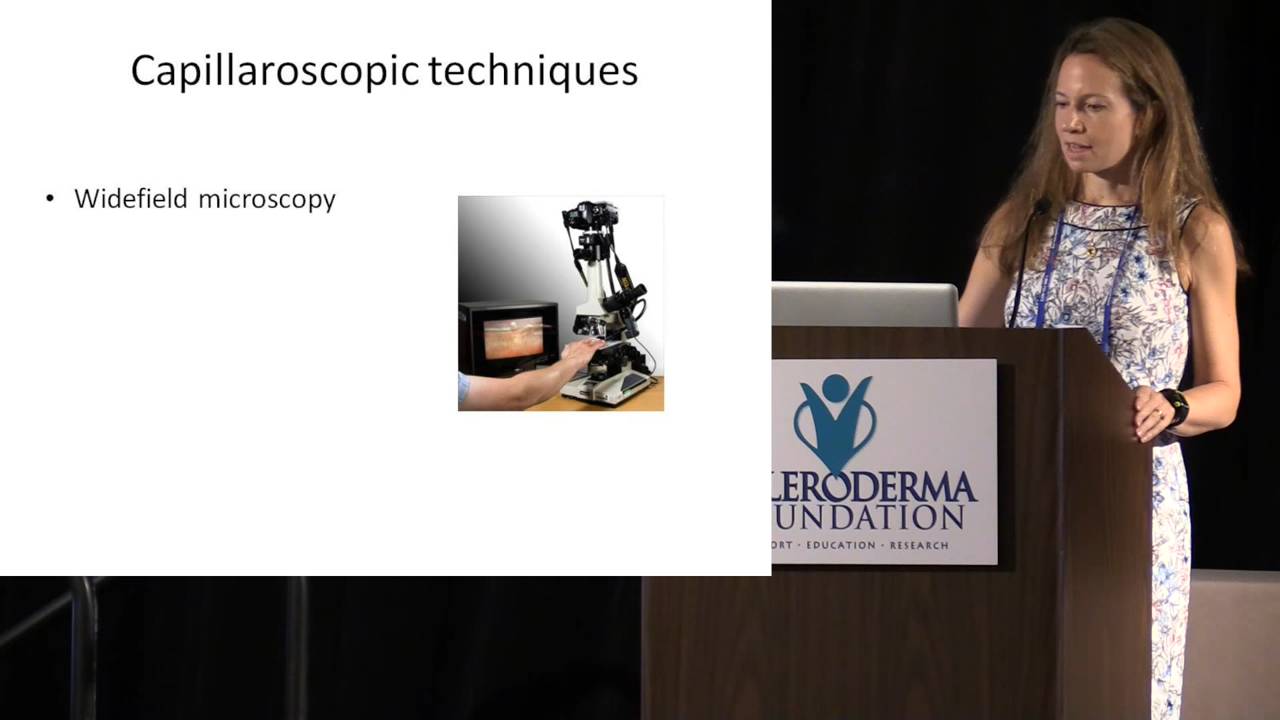 Capillaroscopic techniques
• Widefield microscopy
LERODERMA
UNDATION
ORT · EDUCATION · RESEARCH